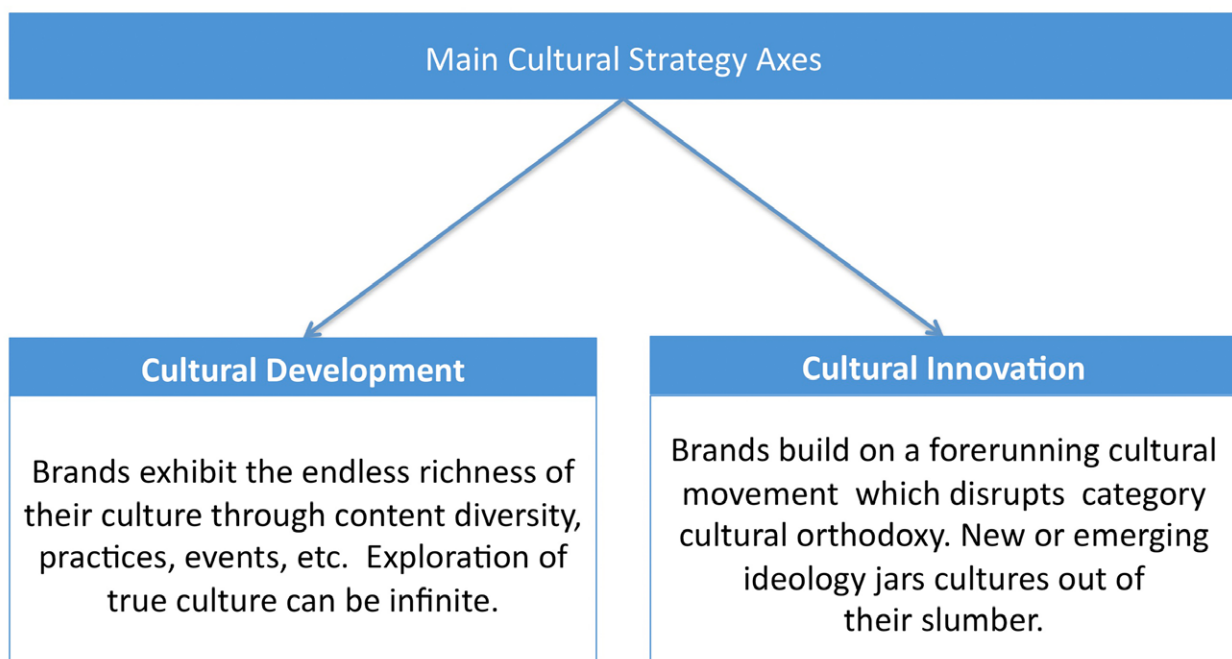 Main Cultural Strategy Axes
Cultural Development
Brands exhibit the endless richness of
their culture through content diversity,
practices, events, etc.  Exploration of
true culture can be infinite.
Cultural Innovation
Brands build on a forerunning cultural
movement  which disrupts  category
cultural orthodoxy. New or emerging
ideology jars cultures out of
their slumber.